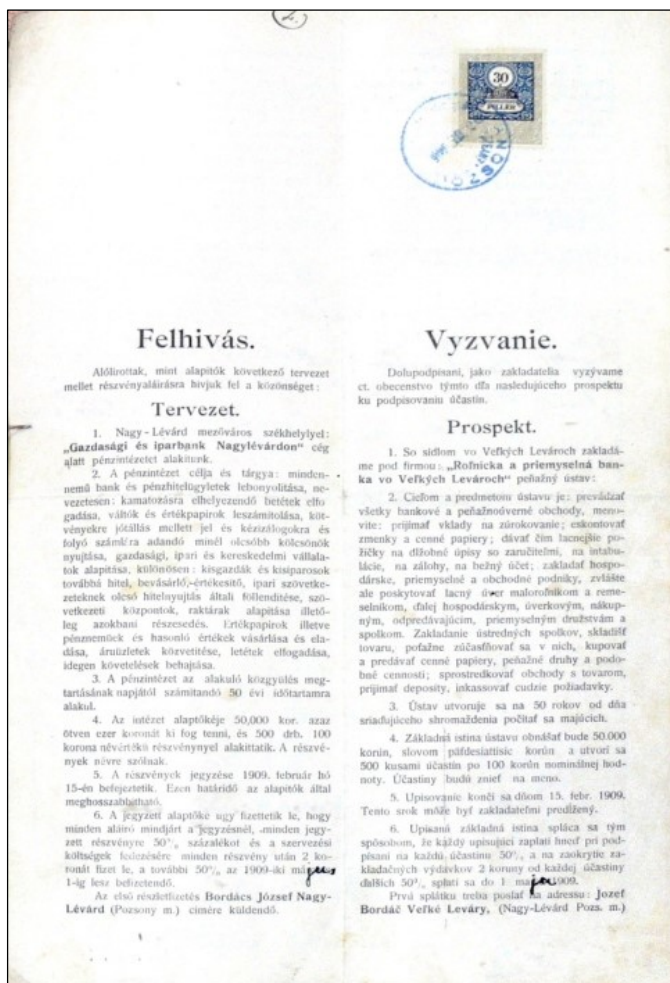 30
FILLÉR
Felhivás.
Alólirottak, mint alapitók következő tervezet
mellet részvényaláirásra hivjuk fel a közönséget:
Tervezet.
1. Nagy-Lévárd mezőváros székhelylyel:
„Gazdasági és iparbank Nagylévárdon“ cég
alatt pénzintézetet alakitunk.
2. A pénzintézet célja és tárgya: minden-
nemű bank és pénzhitelügyletek lebonyolitása, ne-
vezetesen: kamatozásra elhelyezendő betétek elfo-
gadása, váltók és értékpapirok leszámitolása, köt-
vényekre jótállás mellett jel és kézizálogokra és
folyó számlára adandó minél olcsóbb kölcsönök
nyujtása, gazdasági, ipari és kereskedelmi vállala-
tok alapitása, különösen: kisgazdák és kisiparosok
továbbá hitel, bevásárló,-értékesitő, ipari szövetke-
zeteknek olcsó hitelnyujtás általi föllenditése, szö-
vetkezeti központok, raktárak alapitása illető-
leg azokbani részesedés. Értékpapirok illetve
pénznemüek és hasonló értékek vásárlása és ela-
dása, áruüzletek közvetitése, letétek elfogadása,
idegen követelések behajtása.
3. A pénzintézet az alakuló közgyülés meg-
tartásának napjától számitandó 50 évi időtartamra
alakul.
4. Az intézet alaptőkéje 50,000 kor. azaz
ötven ezer koronát ki fog tenni, és 500 drb. 100
korona névértékü részvénynyel alakittatik. A részvé-
nyek névre szólnak.
5. A részvények jegyzése 1909. február hó
15-én befejeztetik. Ezen határidő az alapitók által
meghosszabbitható.
6. A jegyzett alaptőke ugy fizettetik le, hogy
minden aláiró mindjárt a jegyzésnél, minden jegy-
zett részvényre 50% százalékot és a szervezési
költségek fedezésére minden részvény után 2 ko-
ronát fizet le, a további 50% az 1909-iki május
1-ig lesz befizetendő.
Az első részletfizetés Bordács József Nagy-
Lévárd (Pozsony m.) cimére küldendő.
Vyzvanie.
Dolupodpísaní, jako zakladatelia vyzývame
ct. obecenstvo týmto dľa nasledujúceho prospektu
ku podpisovaniu účastín.
Prospekt.
1. So sídlom vo Veľkých Levároch zakladá-
me pod firmou: „Roľnícka a priemyselná ban-
ka vo Veľkých Levároch“ peňažný ústav:
2. Cieľom a predmetom ústavu je: prevádzať
všetky bankové a peňažnoúverné obchody, meno-
vite: prijímať vklady na zúrokovanie; eskontovať
zmenky a cenné papiery; dávať čím lacnejšie po-
žičky na dlžobné úpisy so zaručiteľmi, na intabu-
lácie, na zálohy, na bežný účet; zakladať hospo-
dárske, priemyselné a obchodné podniky, zvlášte
ale poskytovať lacný úver maloroľníkom a reme-
selníkom, ďalej hospodárskym, úverkovým, nákup-
ným, odpredávajúcim, priemyselným družstvám a
spolkom. Zakladanie ústredných spolkov, skladíšť
tovaru, poťažne zúčastňovať sa v nich, kupovať
a predávať cenné papiery, peňažné druhy a podo-
bné cennosti; sprostredkovať obchody s tovarom,
prijímať deposity, inkassovať cudzie požiadavky.
3. Ústav utvoruje sa na 50 rokov od dňa
sriaďujúceho shromaždenia počítať sa majúcich.
4. Základná istina ústavu obnášať bude 50.000
korún, slovom päťdesiattisíc korún a utvorí sa
500 kusami účastín po 100 korún nominálnej hod-
noty. Účastiny budú znieť na meno.
5. Upisovanie končí sa dňom 15. febr. 1909.
Tento srok môže byť zakladateľmi predĺžený.
6. Upísaná základná istina spláca sa tým
spôsobom, že každý upisujúci zaplatí hneď pri pod-
písaní na každú účastinu 50%, a na zaokrytie za-
kladačných výdavkov 2 koruny od každej účastiny
ďalších 50% splatí sa do 1 maja 1909.
Prvú splátku treba poslať na adressu: Jozef
Bordáč Veľké Leváry, (Nagy-Lévárd Pozs. m.)